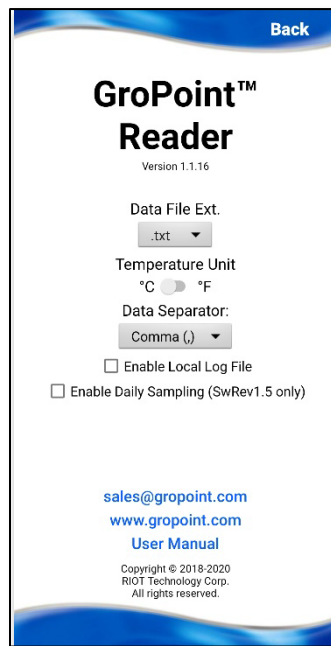 Back
GroPoint™
Reader
Version 1.1.16
Data File Ext.
.txt
Temperature Unit
°C °F
Data Separator:
Comma (,)
Enable Local Log File
Enable Daily Sampling (SwRev1.5 only)
sales@gropoint.com
www.gropoint.com
User Manual
Copyright © 2018-2020
RIOT Technology Corp.
All rights reserved.